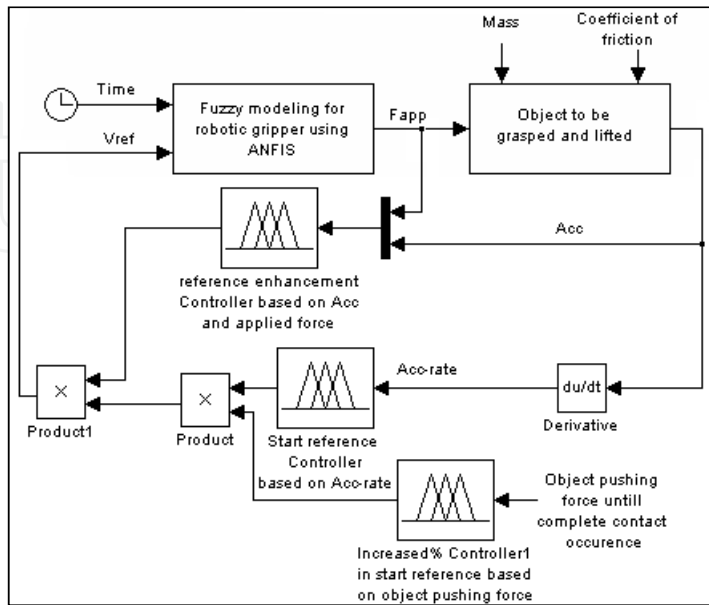 Mass
Coefficient of
friction
Time
Vref
Fuzzy modeling for
robotic gripper using
ANFIS
Fapp
Object to be
grasped and lifted
Acc
reference enhancement
Controller based on Acc
and applied force
Acc-rate
du/dt
Derivative
×
Product1
×
Product
Start reference
Controller
based on Acc-rate
Object pushing
force untill
complete contact
occurence
Increased% Controller1
in start reference based
on object pushing force